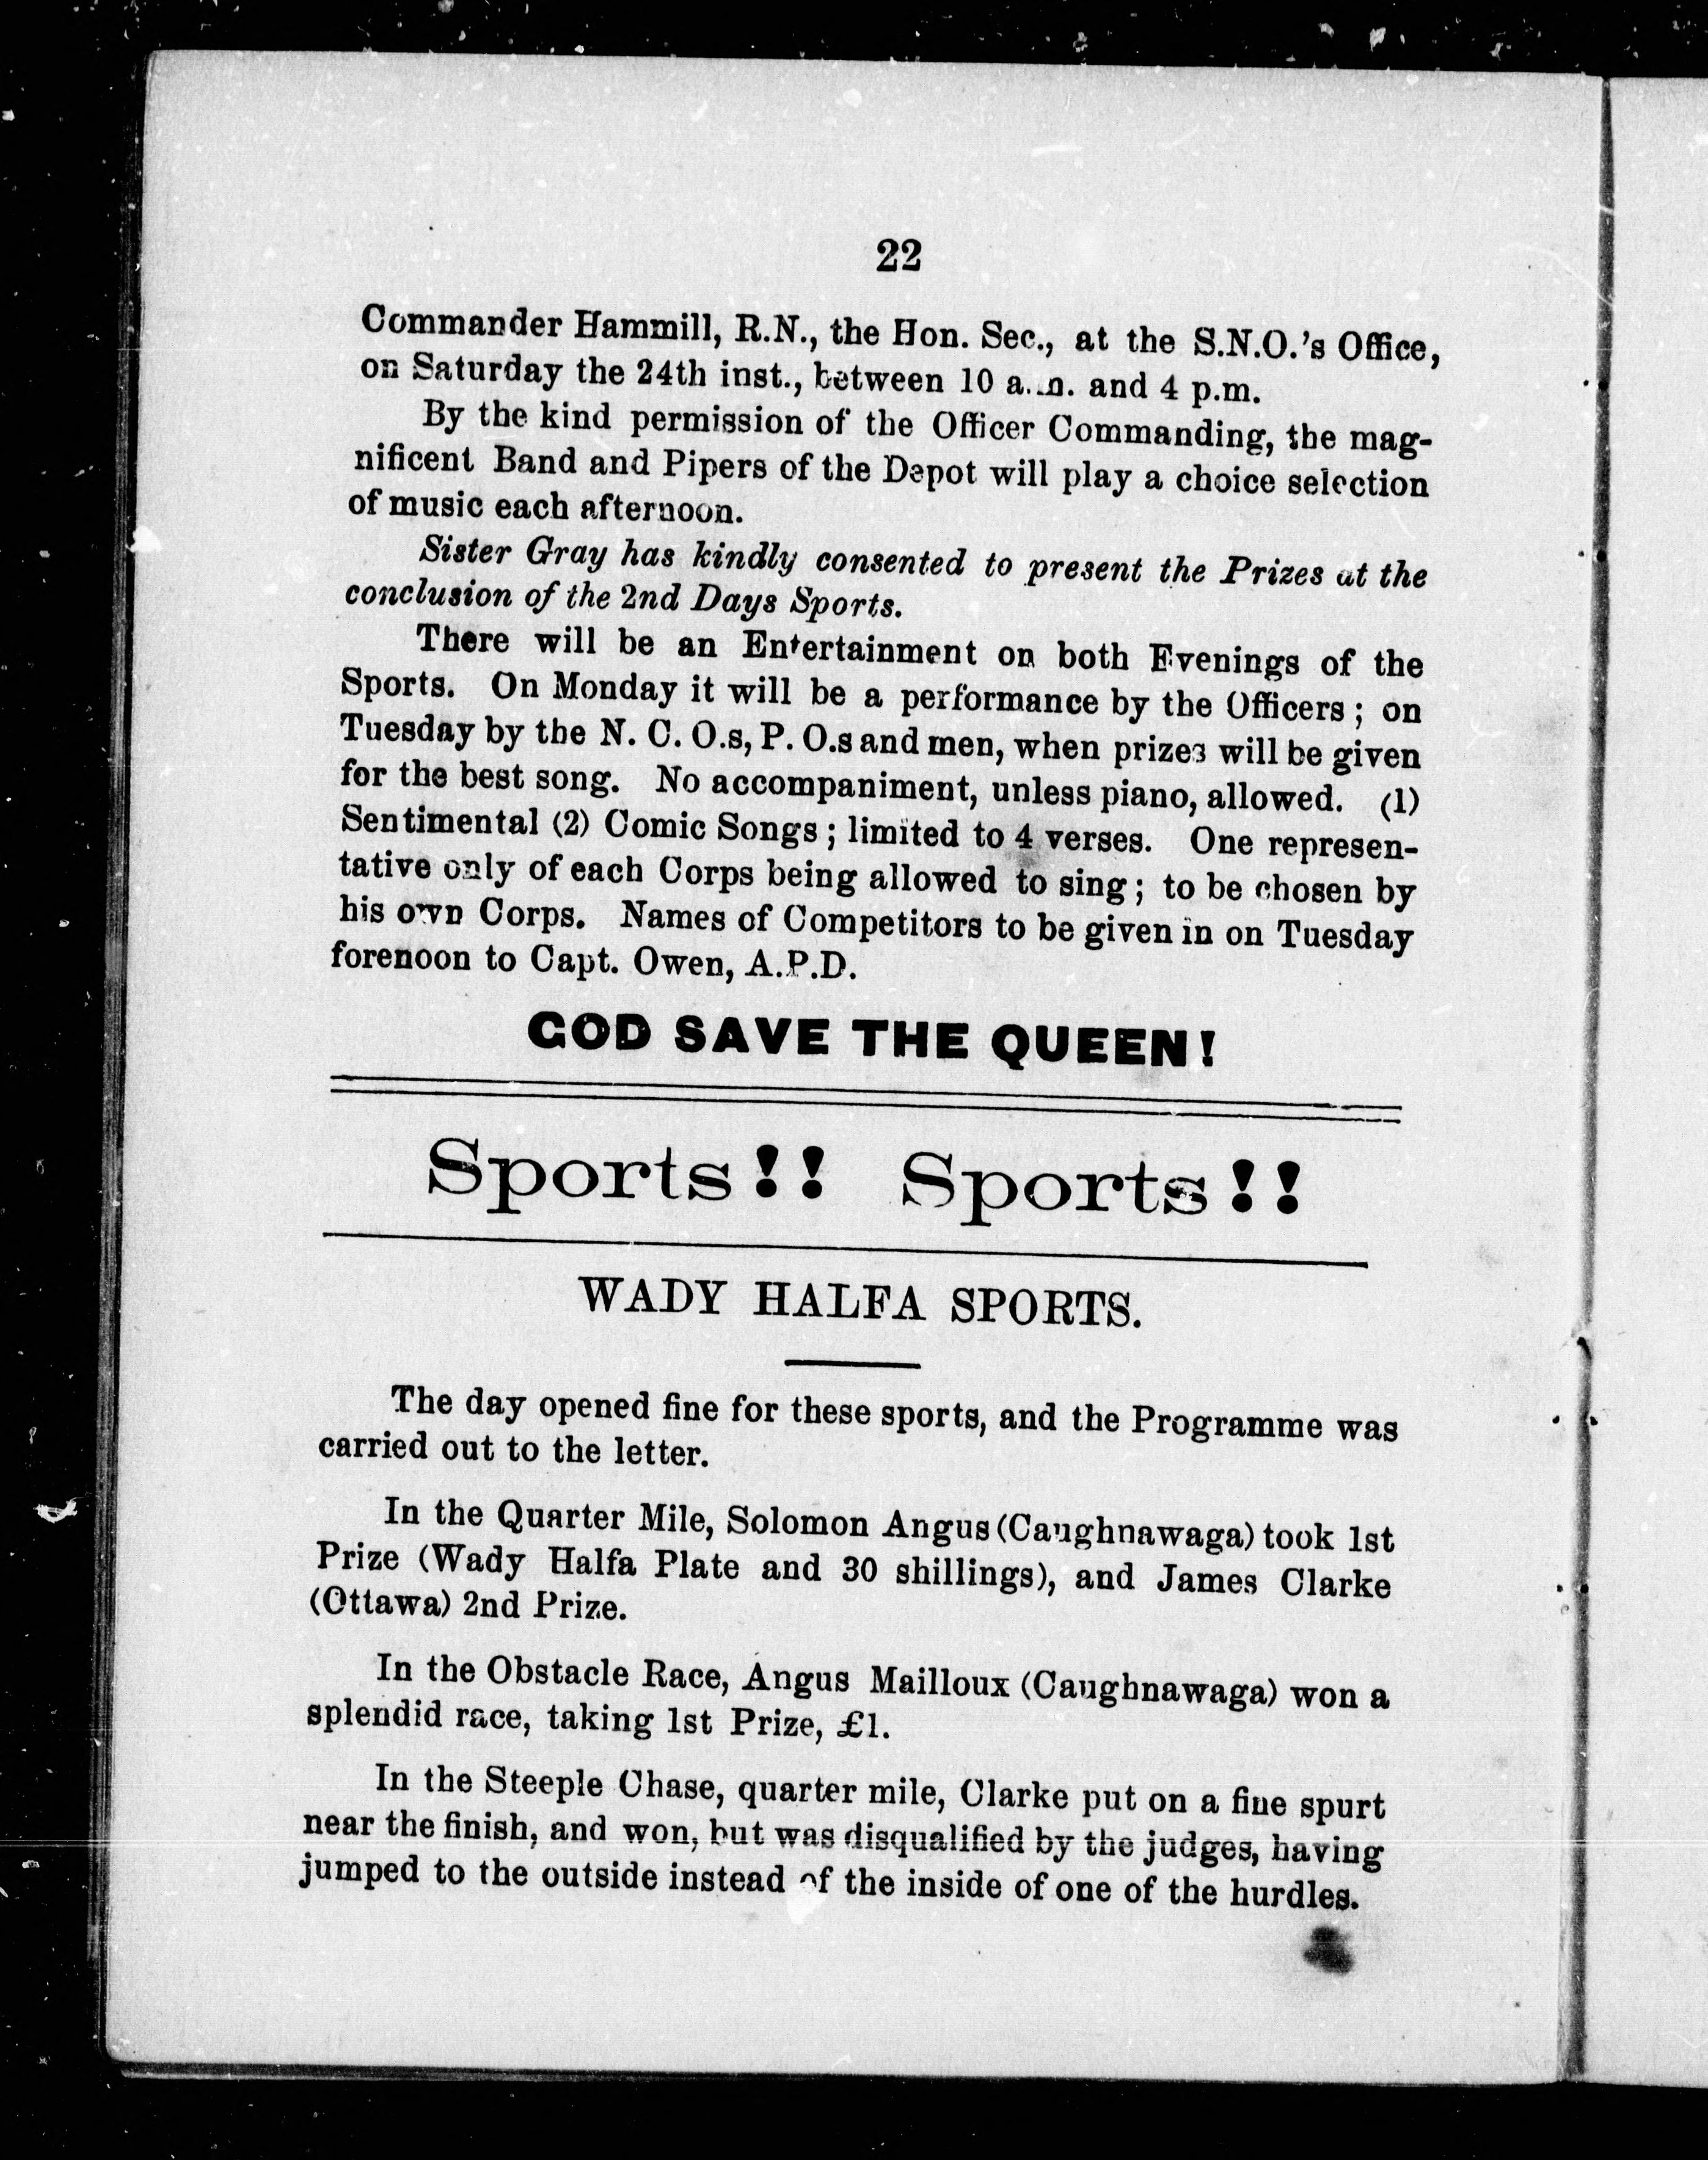 22
Commander Hammill, R.N., the Hon. Sec., at the S.N.O.'s Office,
on Saturday the 24th inst., between 10 a.m. and 4 p.m.
By the kind permission of the Officer Commanding, the mag-
nificent Band and Pipers of the Depot will play a choice selection
of music each afternoon.
Sister Gray has kindly consented to present the Prizes at the
conclusion of the 2nd Days Sports.
There will be an Entertainment on both Evenings of the
Sports. On Monday it will be a performance by the Officers; on
Tuesday by the N. C. O.s, P. O.s and men, when prizes will be given
for the best song. No accompaniment, unless piano, allowed. (1)
Sentimental (2) Comic Songs; limited to 4 verses. One represen-
tative only of each Corps being allowed to sing; to be chosen by
his own Corps. Names of Competitors to be given in on Tuesday
forenoon to Capt. Owen, A.P.D.
GOD SAVE THE QUEEN!
Sports!! Sports!!
WADY HALFA SPORTS.
The day opened fine for these sports, and the Programme was
carried out to the letter.
In the Quarter Mile, Solomon Angus (Caughnawaga) took 1st
Prize (Wady Halfa Plate and 30 shillings), and James Clarke
(Ottawa) 2nd Prize.
In the Obstacle Race, Angus Mailloux (Caughnawaga) won a
splendid race, taking 1st Prize, £1.
In the Steeple Chase, quarter mile, Clarke put on a fine spurt
near the finish, and won, but was disqualified by the judges, having
jumped to the outside instead of the inside of one of the hurdles.